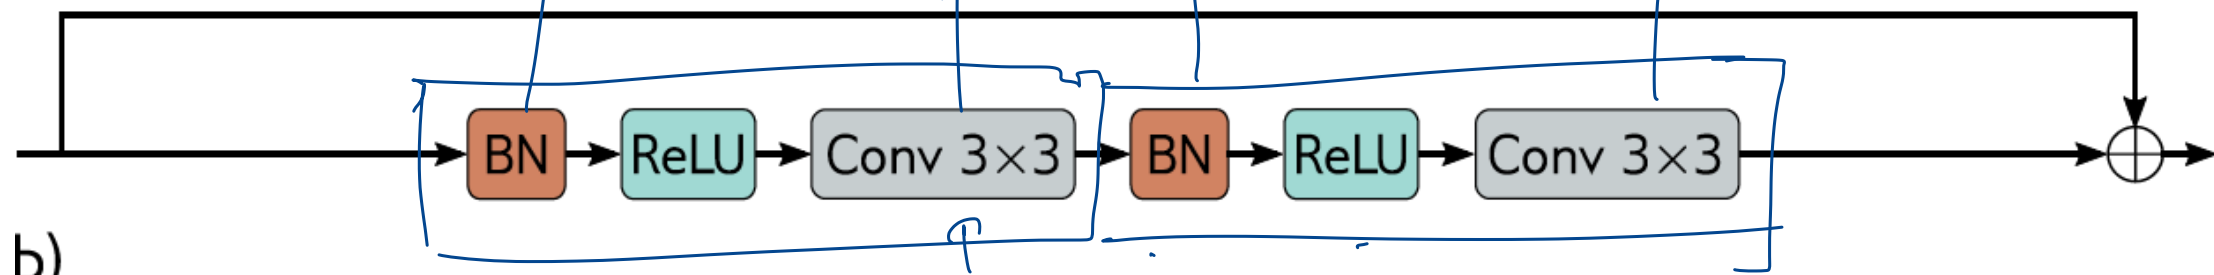 BN ReLU Conv 3×3 BN ReLU Conv 3×3
b)